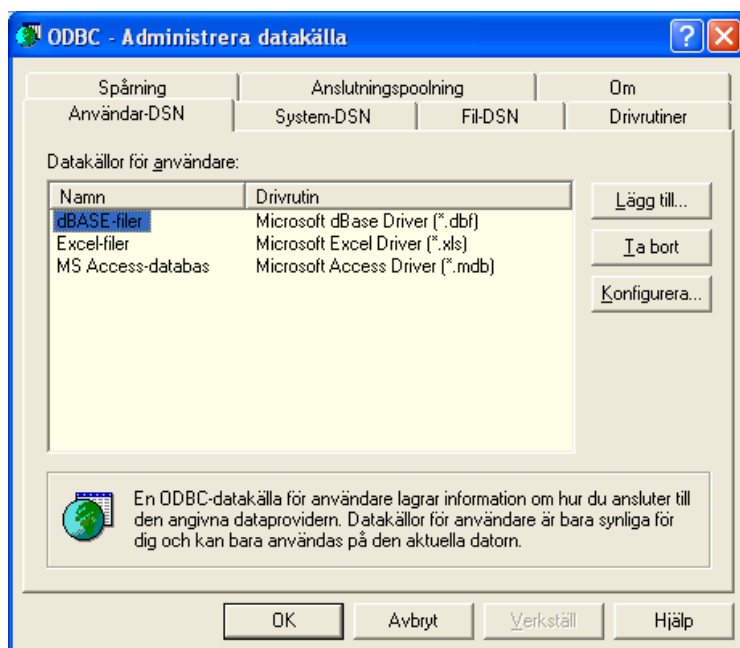 ODBC - Administrera datakälla
Spårning Anslutningspoolning Om
Användar-DSN System-DSN Fil-DSN Drivrutiner
Datakällor för användare:
Namn Drivrutin
dBASE-filer Microsoft dBase Driver (*.dbf)
Excel-filer Microsoft Excel Driver (*.xls)
MS Access-databas Microsoft Access Driver (*.mdb)
Lägg till...
Ta bort
Konfigurera...
En ODBC-datakälla för användare lagrar information om hur du ansluter till
den angivna dataprovidern. Datakällor för användare är bara synliga för
dig och kan bara användas på den aktuella datorn.
OK Avbryt Verkställ Hjälp